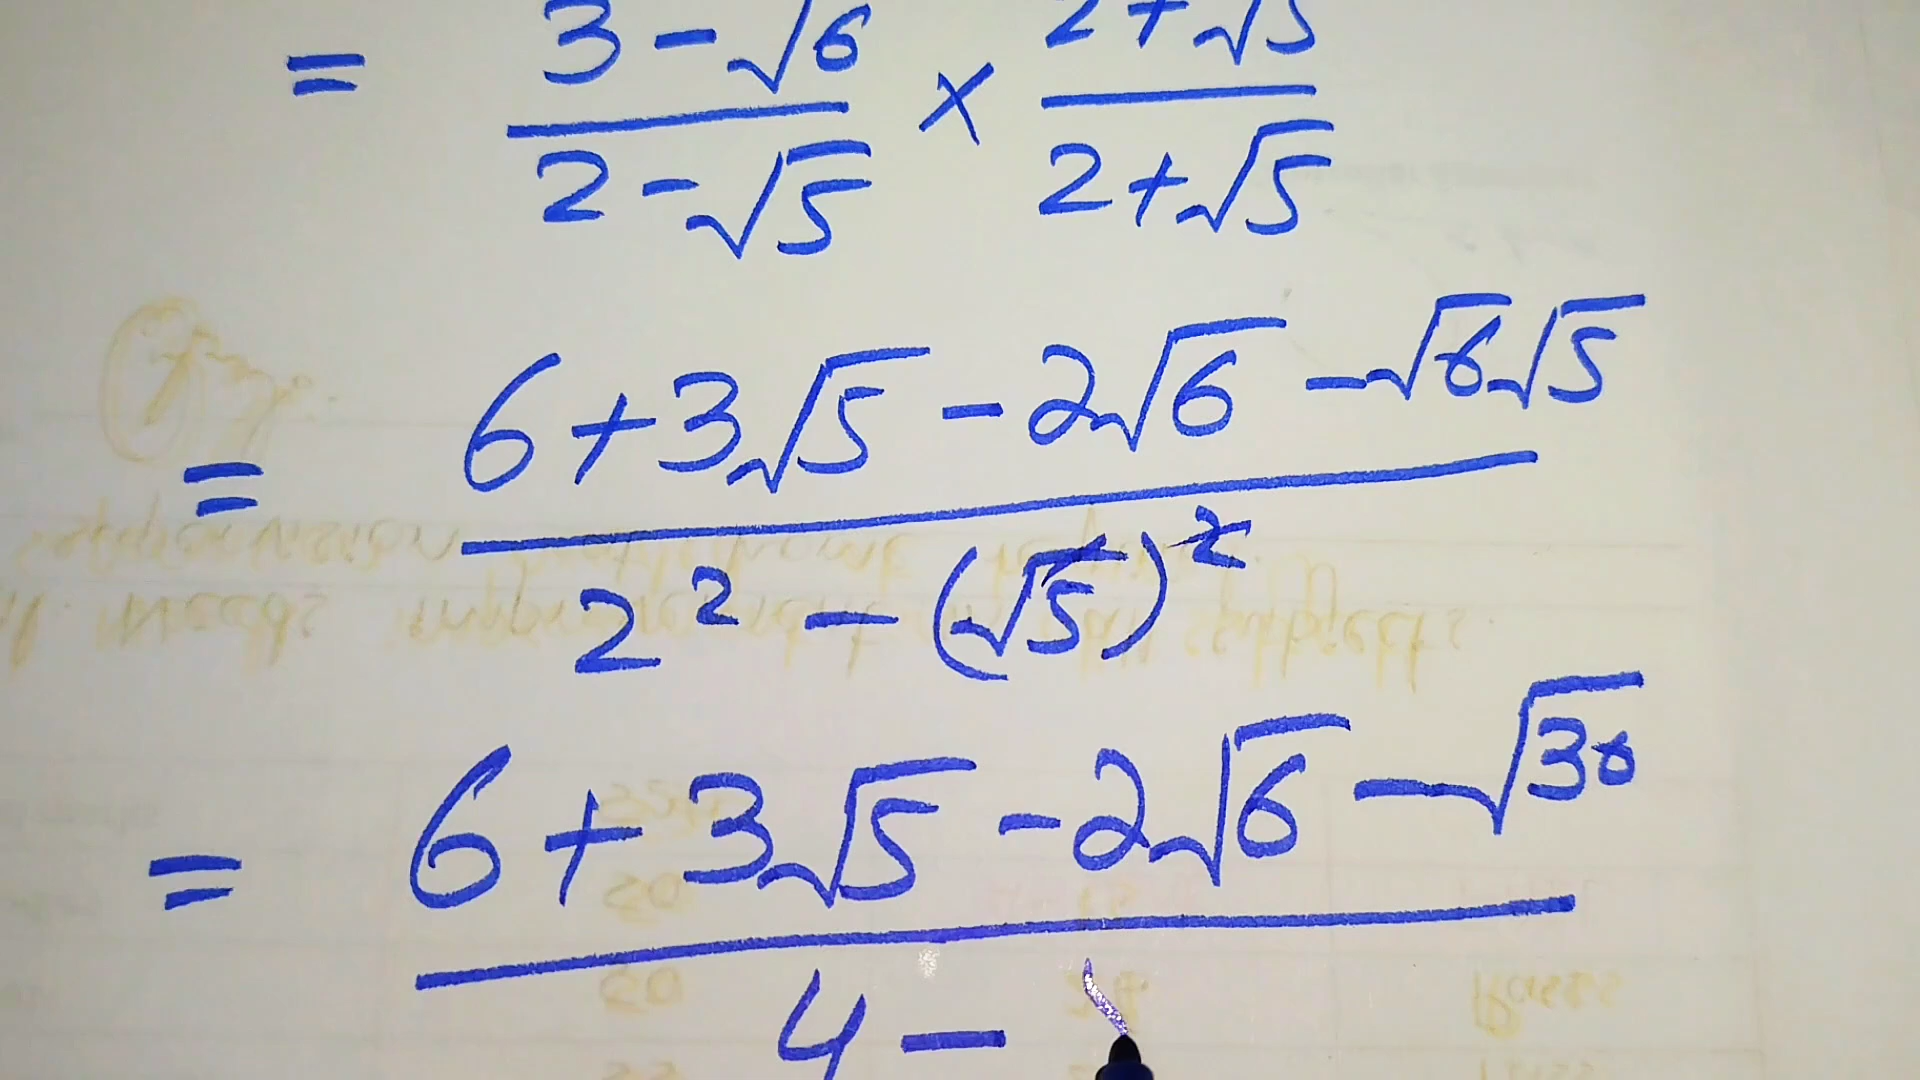 = (3 - √6)/(2 - √5) × (2 + √5)/(2 + √5)
= (6 + 3√5 - 2√6 - √6√5)/(2² - (√5)²)
= (6 + 3√5 - 2√6 - √30)/(4 -